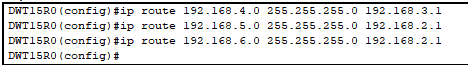 DWT15R0(config)#ip route 192.168.4.0 255.255.255.0 192.168.3.1
DWT15R0(config)#ip route 192.168.5.0 255.255.255.0 192.168.2.1
DWT15R0(config)#ip route 192.168.6.0 255.255.255.0 192.168.2.1
DWT15R0(config)#